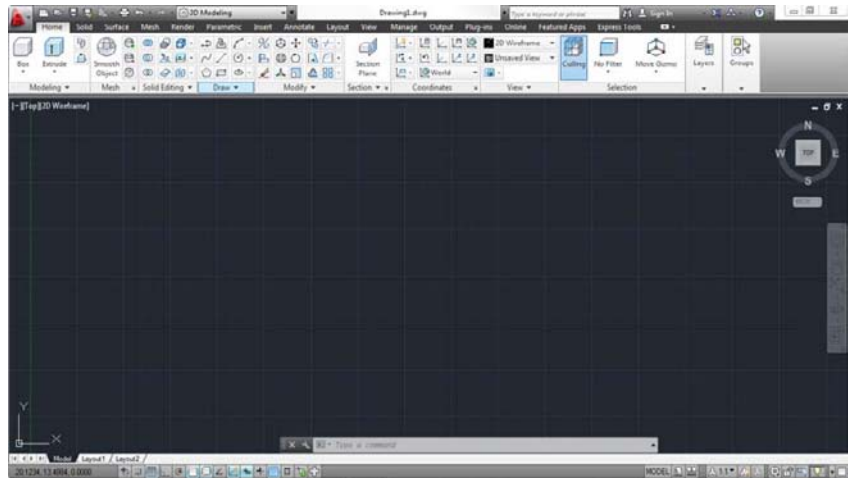 3D Modeling Drawing1.dwg Type a keyword or phrase Sign In
Home Solid Surface Mesh Render Parametric Insert Annotate Layout View Manage Output Plug-ins Online Featured Apps Express Tools
Box Extrude Smooth Object Section Plane World 2D Wireframe Unsaved View Culling No Filter Move Gizmo Layers Groups
Modeling Mesh Solid Editing Draw Modify Section Coordinates View Selection
[-][Top][2D Wireframe]
N
W TOP E
S
Y
X
Type a command
Model Layout1 Layout2
20.1234, 13.4984, 0.0000 MODEL 1:1